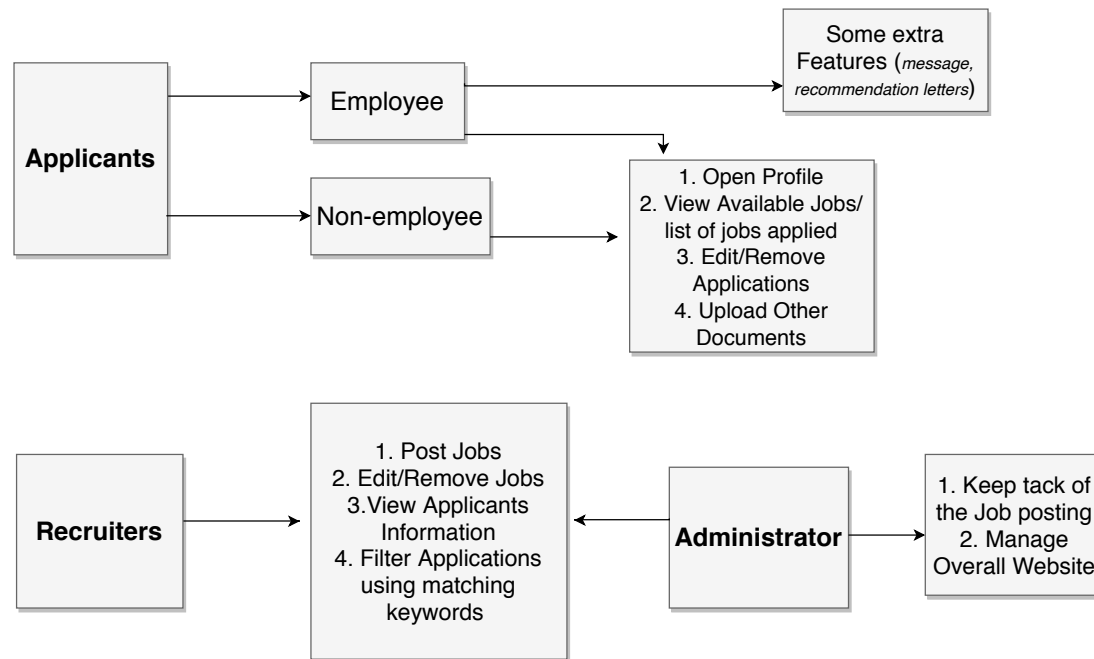 Some extra
Features (message,
recommendation letters)
Employee
Applicants
Non-employee
1. Open Profile
2. View Available Jobs/
list of jobs applied
3. Edit/Remove
Applications
4. Upload Other
Documents
Recruiters
1. Post Jobs
2. Edit/Remove Jobs
3.View Applicants
Information
4. Filter Applications
using matching
keywords
Administrator
1. Keep tack of
the Job posting
2. Manage
Overall Website